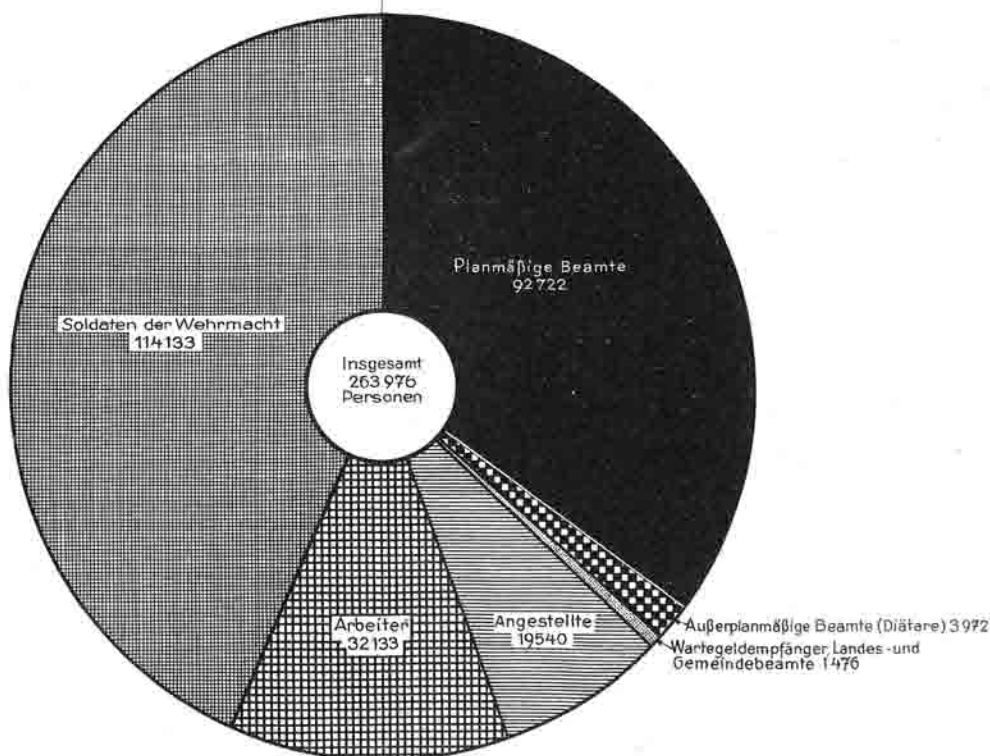 Planmäßige Beamte
92722
Soldaten der Wehrmacht
114133
Insgesamt
263976
Personen
Arbeiter
32133
Angestellte
19540
Außerplanmäßige Beamte (Diätare) 3972
Wartegeldempfänger, Landes-und
Gemeindebeamte 1476